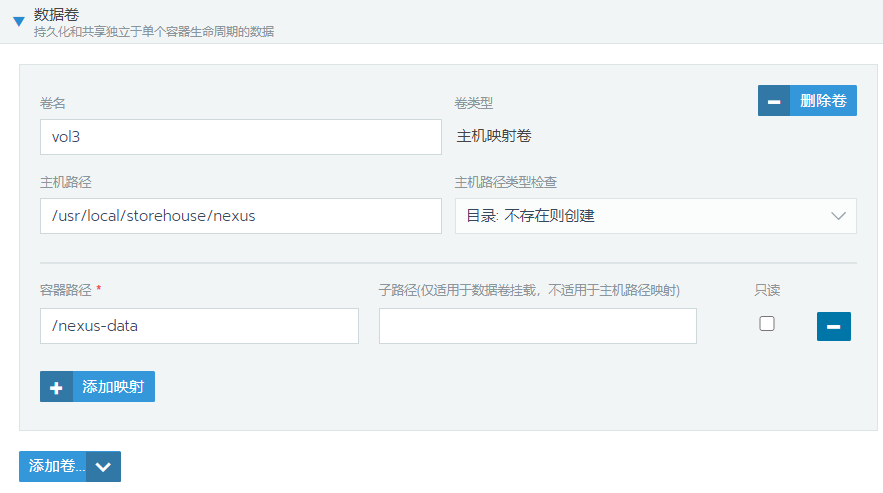 数据卷
持久化和共享独立于单个容器生命周期的数据
卷名
卷类型
删除卷
vol3
主机映射卷
主机路径
主机路径类型检查
/usr/local/storehouse/nexus
目录: 不存在则创建
容器路径 *
子路径(仅适用于数据卷挂载，不适用于主机路径映射)
只读
/nexus-data
添加映射
添加卷...